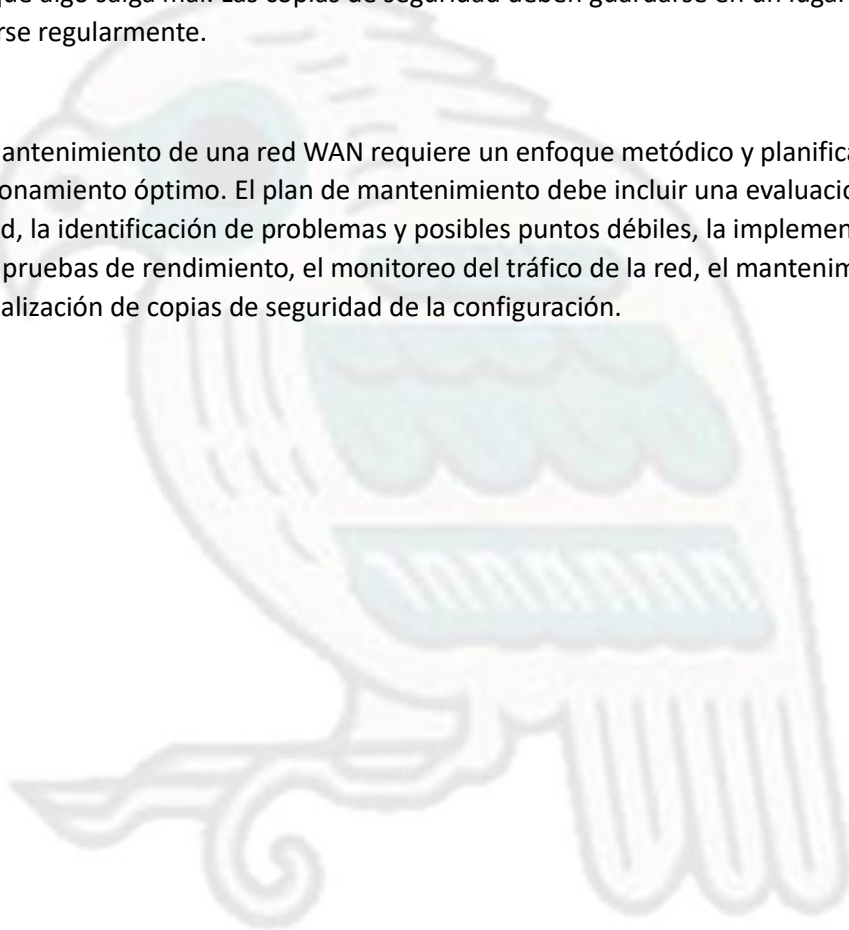 que algo salga mal. Las copias de seguridad deben guardarse en un lugar
rse regularmente.
antenimiento de una red WAN requiere un enfoque metódico y planifica
onamiento óptimo. El plan de mantenimiento debe incluir una evaluació
d, la identificación de problemas y posibles puntos débiles, la implemen
pruebas de rendimiento, el monitoreo del tráfico de la red, el mantenim
alización de copias de seguridad de la configuración.